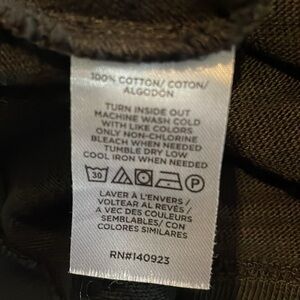 100% COTTON/ COTON/
ALGODÓN
TURN INSIDE OUT
MACHINE WASH COLD
WITH LIKE COLORS
ONLY NON-CHLORINE
BLEACH WHEN NEEDED
TUMBLE DRY LOW
COOL IRON WHEN NEEDED
30 P
LAVER À L'ENVERS /
VOLTEAR AL REVÉS /
A VEC DES COULEURS
SEMBLABLES/ CON
COLORES SIMILARES
RN#140923